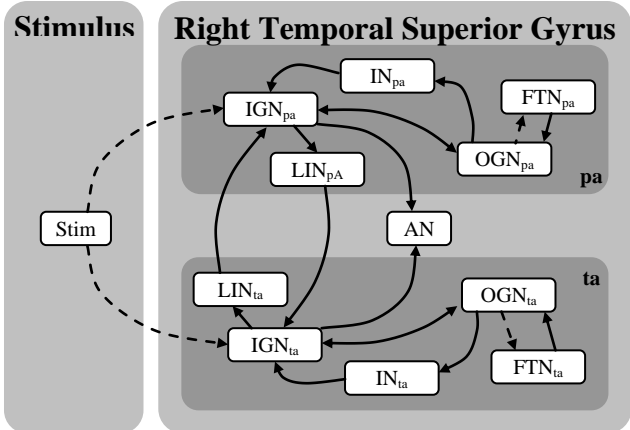 Stimulus
Right Temporal Superior Gyrus
INpa
FTNpa
IGNpa
OGNpa
LINpA
pa
Stim
AN
ta
LINta
OGNta
IGNta
FTNta
INta